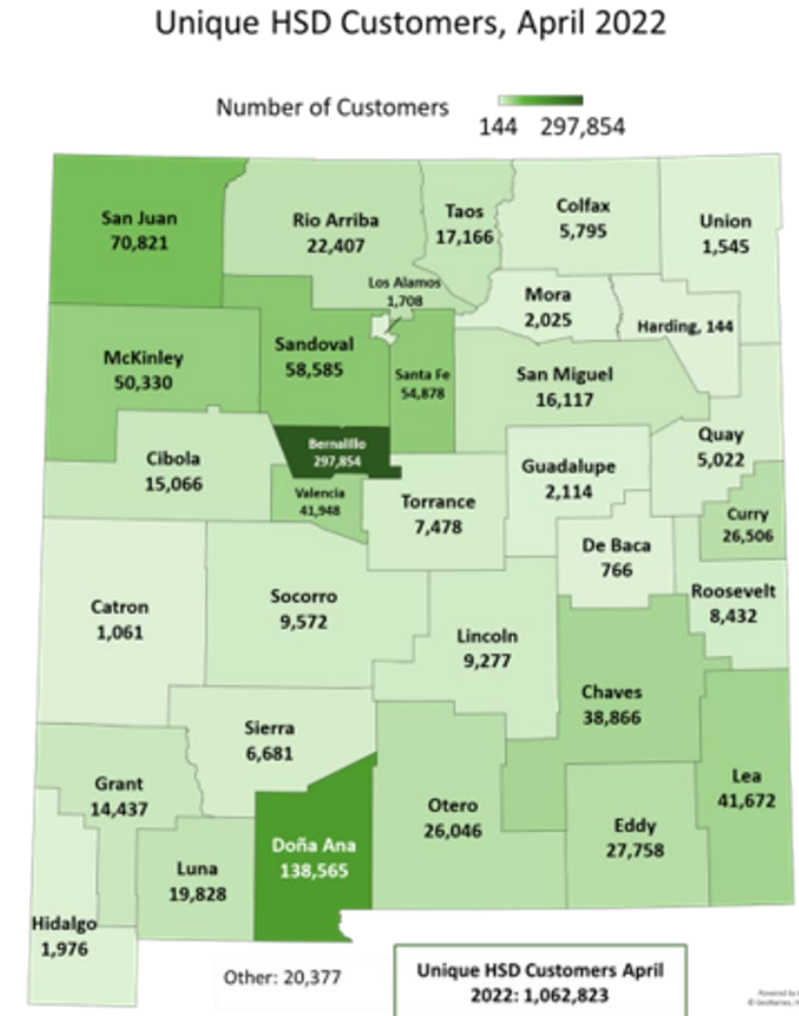 Unique HSD Customers, April 2022
Number of Customers
144 297,854
San Juan
70,821
Rio Arriba
22,407
Taos
17,166
Colfax
5,795
Union
1,545
Los Alamos
1,708
Mora
2,025
Harding, 144
McKinley
50,330
Sandoval
58,585
Santa Fe
54,878
San Miguel
16,117
Quay
5,022
Cibola
15,066
Bernalillo
297,854
Valencia
41,948
Torrance
7,478
Guadalupe
2,114
Curry
26,506
De Baca
766
Roosevelt
8,432
Catron
1,061
Socorro
9,572
Lincoln
9,277
Chaves
38,866
Sierra
6,681
Grant
14,437
Lea
41,672
Otero
26,046
Eddy
27,758
Doña Ana
138,565
Luna
19,828
Hidalgo
1,976
Other: 20,377
Unique HSD Customers April
2022: 1,062,823
Powered by
© GeoNames,